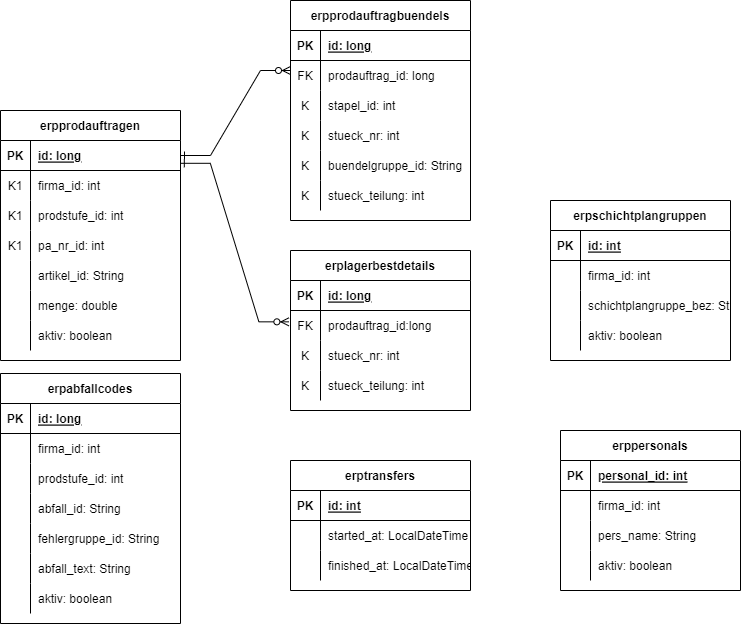 erpprodauftragbuendels
PK id: long
FK prodauftrag_id: long
K stapel_id: int
K stueck_nr: int
K buendelgruppe_id: String
K stueck_teilung: int
erpprodauftragen
PK id: long
K1 firma_id: int
K1 prodstufe_id: int
K1 pa_nr_id: int
artikel_id: String
menge: double
aktiv: boolean
erpschichtplangruppen
PK id: int
firma_id: int
schichtplangruppe_bez: St
aktiv: boolean
erplagerbestdetails
PK id: long
FK prodauftrag_id:long
K stueck_nr: int
K stueck_teilung: int
erpabfallcodes
PK id: long
firma_id: int
prodstufe_id: int
abfall_id: String
fehlergruppe_id: String
abfall_text: String
aktiv: boolean
erptransfers
PK id: int
started_at: LocalDateTime
finished_at: LocalDateTime
erppersonals
PK personal_id: int
firma_id: int
pers_name: String
aktiv: boolean